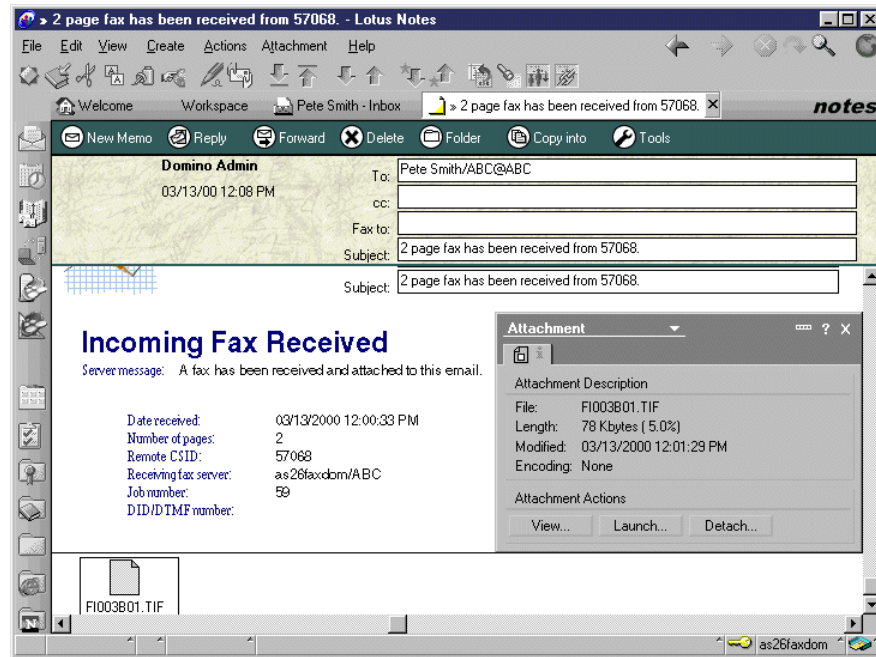 » 2 page fax has been received from 57068. - Lotus Notes
File Edit View Create Actions Attachment Help
Welcome Workspace Pete Smith - Inbox » 2 page fax has been received from 57068. notes
New Memo Reply Forward Delete Folder Copy into Tools
Domino Admin
03/13/00 12:08 PM
To: Pete Smith/ABC@ABC
cc:
Fax to:
Subject: 2 page fax has been received from 57068.
Subject: 2 page fax has been received from 57068.
Incoming Fax Received
Server message: A fax has been received and attached to this email.
Date received: 03/13/2000 12:00:33 PM
Number of pages: 2
Remote CSID: 57068
Receiving fax server: as26faxdom/ABC
Job number: 59
DID/DTMF number:
Attachment
Attachment Description
File: FI003B01.TIF
Length: 78 Kbytes ( 5.0%)
Modified: 03/13/2000 12:01:29 PM
Encoding: None
Attachment Actions
View... Launch... Detach...
FI003B01.TIF
as26faxdom